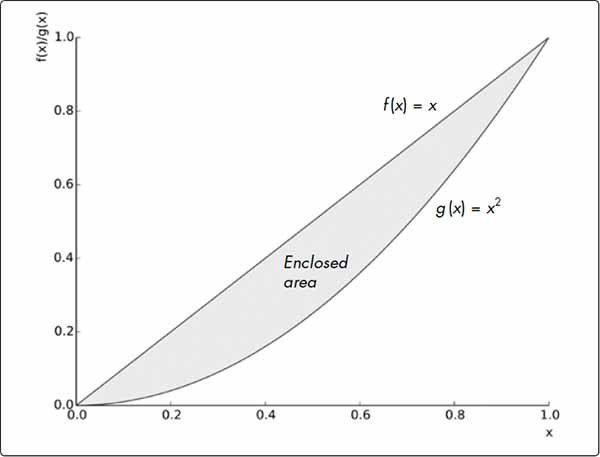 f(x)/g(x)
1.0
0.8
0.6
0.4
0.2
0.0
f(x) = x
g(x) = x²
Enclosed
area
0.0 0.2 0.4 0.6 0.8 1.0
x